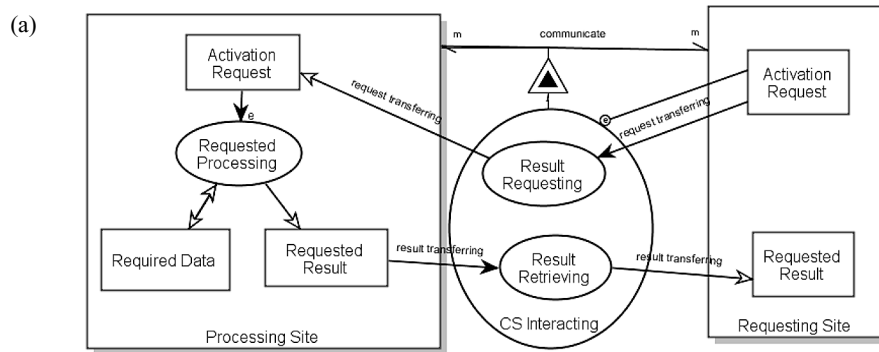 (a)
m
communicate
m
Activation
Request
request transferring
e
Requested
Processing
Required Data
Requested
Result
Processing Site
result transferring
e
request transferring
Result
Requesting
Result
Retrieving
CS Interacting
result transferring
Activation
Request
Requested
Result
Requesting Site